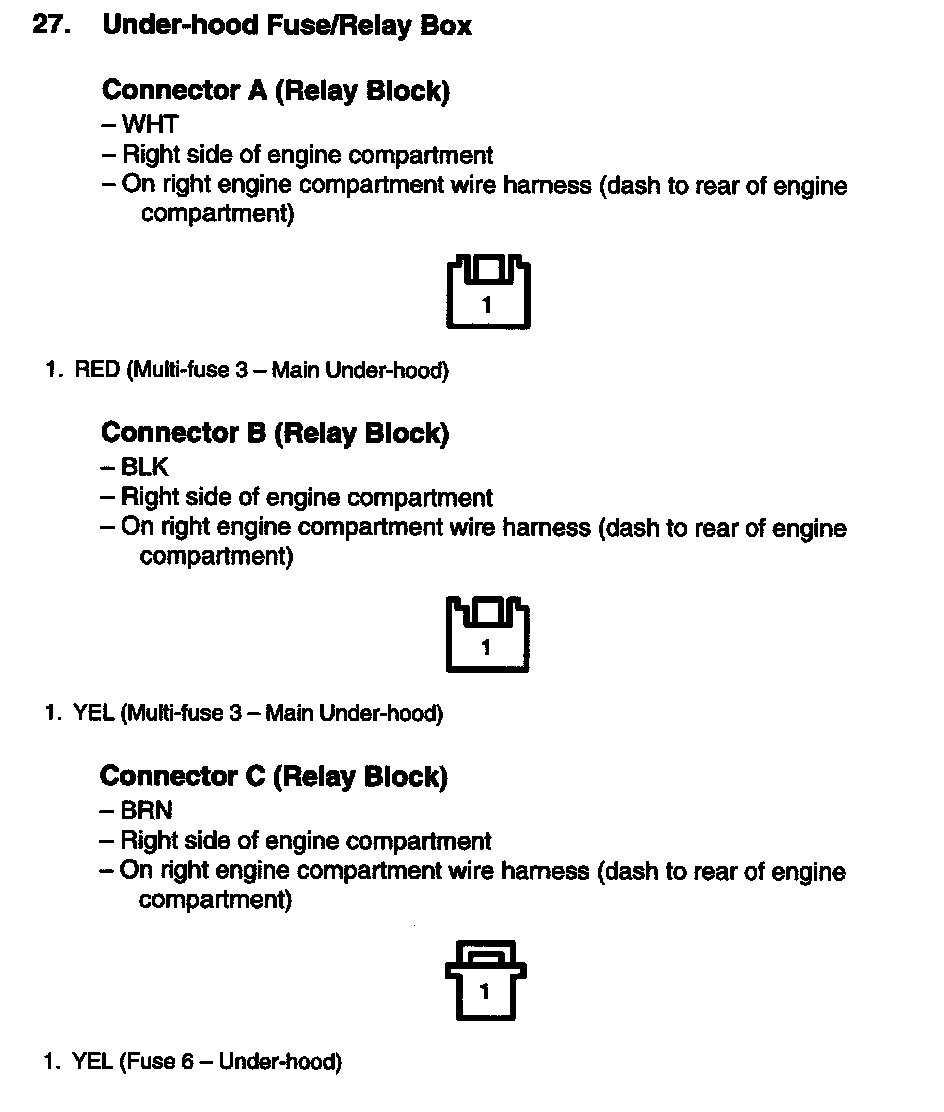 27. Under-hood Fuse/Relay Box
Connector A (Relay Block)
– WHT
– Right side of engine compartment
– On right engine compartment wire harness (dash to rear of engine
compartment)
1
1. RED (Multi-fuse 3 – Main Under-hood)
Connector B (Relay Block)
– BLK
– Right side of engine compartment
– On right engine compartment wire harness (dash to rear of engine
compartment)
1
1. YEL (Multi-fuse 3 – Main Under-hood)
Connector C (Relay Block)
– BRN
– Right side of engine compartment
– On right engine compartment wire harness (dash to rear of engine
compartment)
1
1. YEL (Fuse 6 – Under-hood)